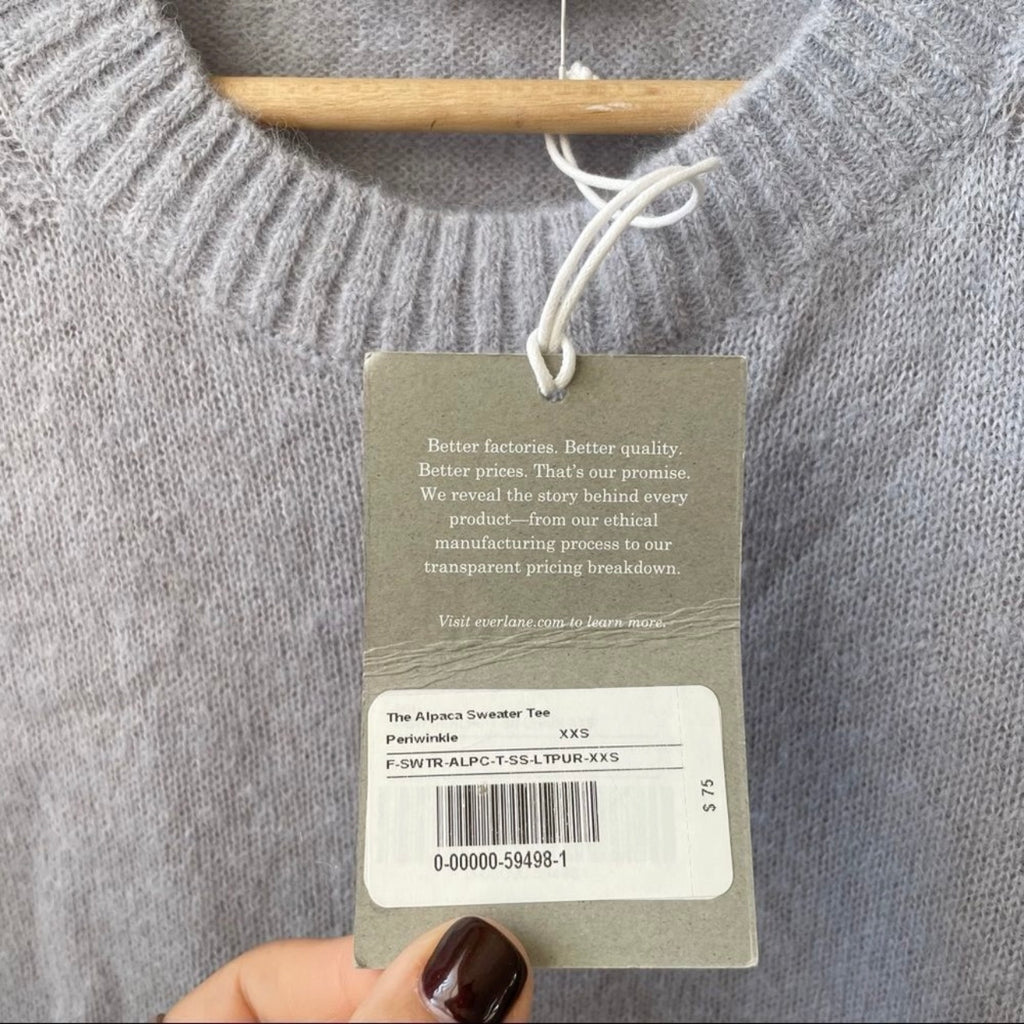 Better factories. Better quality.
Better prices. That's our promise.
We reveal the story behind every
product—from our ethical
manufacturing process to our
transparent pricing breakdown.
Visit everlane.com to learn more.
The Alpaca Sweater Tee
Periwinkle XXS
F-SWTR-ALPC-T-SS-LTPUR-XXS
$ 75
0-00000-59498-1